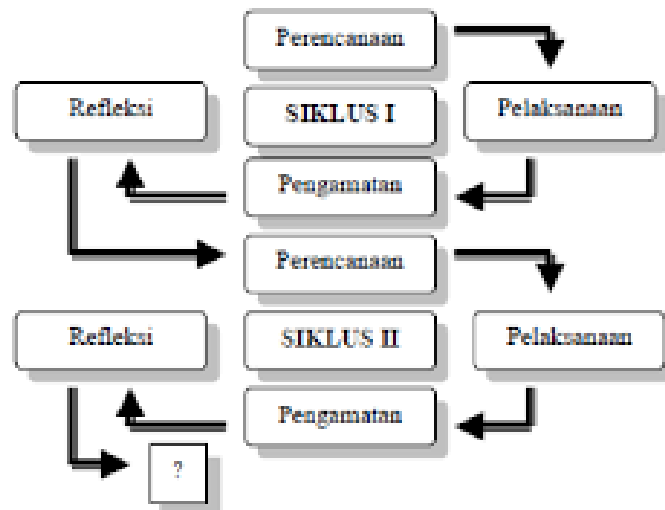 Perencanaan
Refleksi
SIKLUS I
Pelaksanaan
Pengamatan
Perencanaan
Refleksi
SIKLUS II
Pelaksanaan
Pengamatan
?